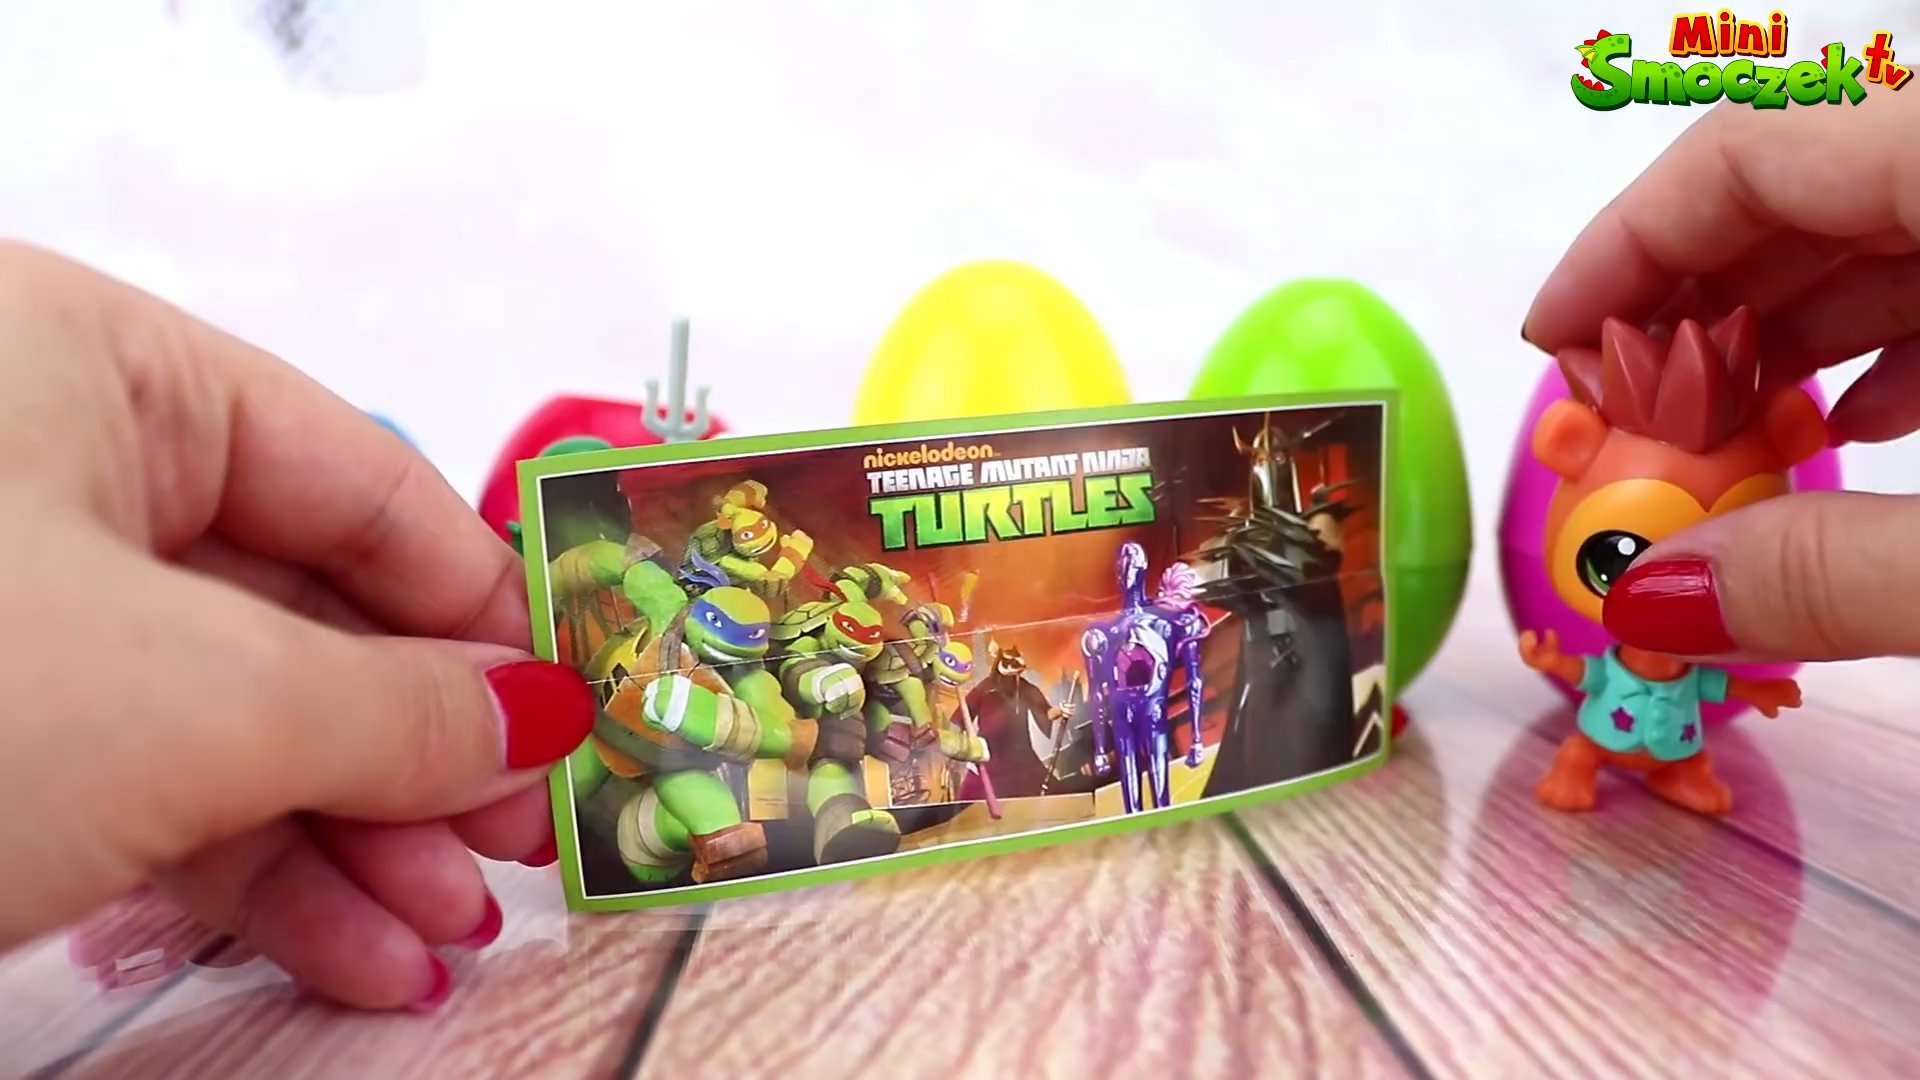 Mini
Smoczek tv
nickelodeon
TEENAGE MUTANT NINJA
TURTLES